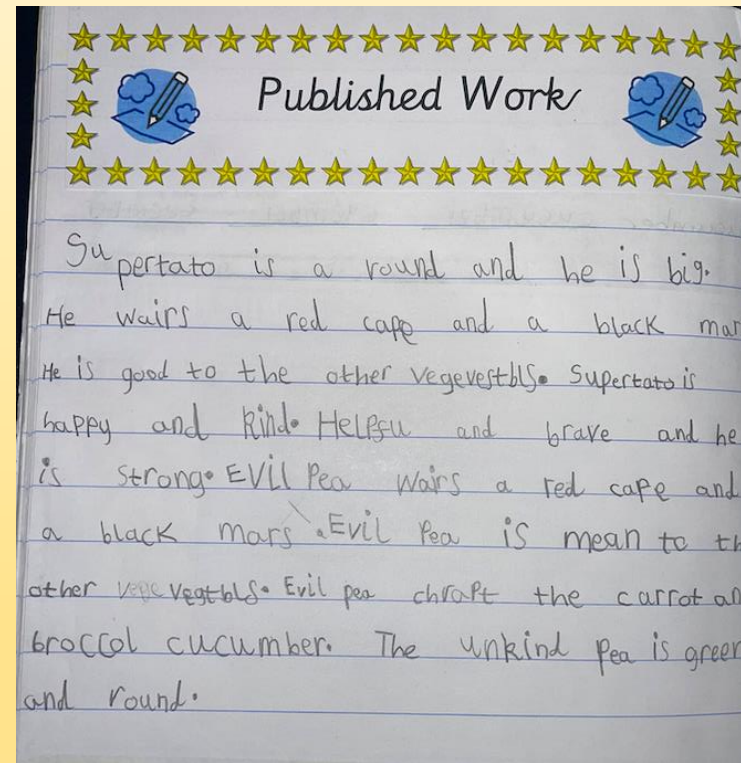 Published Work
Supertato is a round and he is big.
He wairs a red cape and a black mar
He is good to the other vegevestbls. Supertato is
happy and kind. Helpfu and brave and he
is strong. Evil Pea wairs a red cape and
a black mars. Evil Pea is mean to th
other vege vegtbls. Evil pea chrapt the carrot an
broccol cucumber. The unkind pea is green
and round.